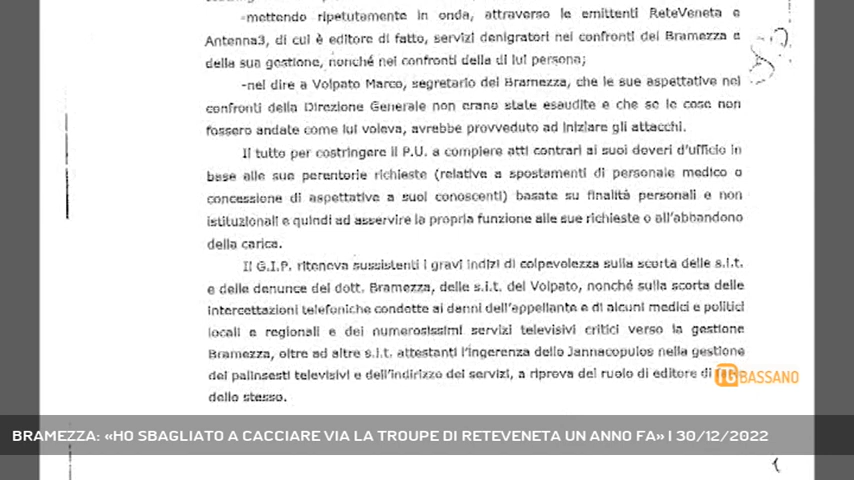 -mettendo ripetutamente in onda, attraverso le emittenti ReteVeneta e
Antenna3, di cui è editore di fatto, servizi denigratori nei confronti del Bramezza e
della sua gestione, nonché nei confronti della di lui persona;
-nel dire a Volpato Marco, segretario del Bramezza, che le sue aspettative nei
confronti della Direzione Generale non erano state esaudite e che se le cose non
fossero andate come lui voleva, avrebbe provveduto ad iniziare gli attacchi.
Il tutto per costringere il P.U. a compiere atti contrari ai suoi doveri d'ufficio in
base alle sue perentorie richieste (relative a spostamenti di personale medico o
concessione di aspettative a suoi conoscenti) basate su finalità personali e non
istituzionali e quindi ad asservire la propria funzione alle sue richieste o all'abbandono
della carica.
Il G.I.P. riteneva sussistenti i gravi indizi di colpevolezza sulla scorta delle s.i.t.
e delle denunce del dott. Bramezza, delle s.i.t. del Volpato, nonché sulla scorta delle
intercettazioni telefoniche condotte ai danni dell'appellante e di alcuni medici e politici
locali e regionali e dei numerosissimi servizi televisivi critici verso la gestione
Bramezza, oltre ad altre s.i.t. attestanti l'ingerenza dello Jannacopulos nella gestione
dei palinsesti televisivi e dell'indirizzo dei servizi, a riprova del ruolo di editore di
dello stesso.
TG BASSANO
BRAMEZZA: «HO SBAGLIATO A CACCIARE VIA LA TROUPE DI RETEVENETA UN ANNO FA» | 30/12/2022